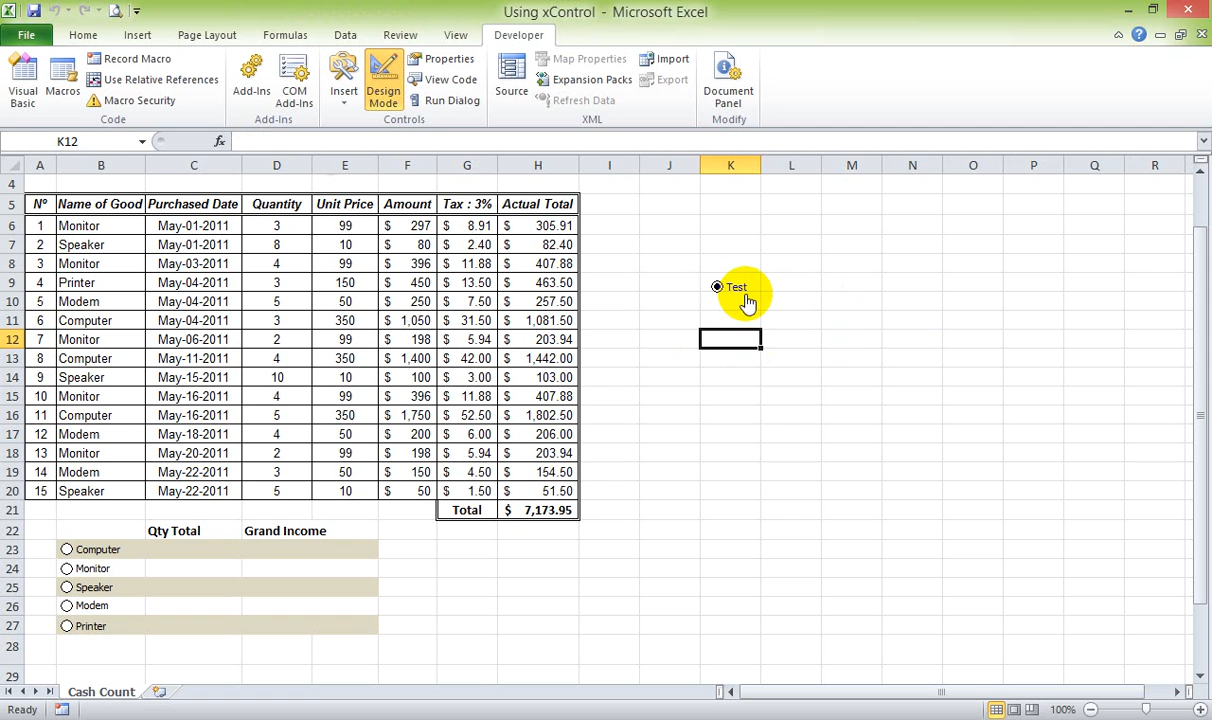 Using xControl - Microsoft Excel
File Home Insert Page Layout Formulas Data Review View Developer
Visual Basic
Macros
Record Macro
Use Relative References
Macro Security
Code
Add-Ins
COM Add-Ins
Add-Ins
Insert
Design Mode
Properties
View Code
Run Dialog
Controls
Source
Map Properties
Expansion Packs
Refresh Data
Import
Export
XML
Document Panel
Modify
K12 fx
A B C D E F G H I J K L M N O P Q R
4
5 Nº Name of Good Purchased Date Quantity Unit Price Amount Tax : 3% Actual Total
6 1 Monitor May-01-2011 3 99 $ 297 $ 8.91 $ 305.91
7 2 Speaker May-01-2011 8 10 $ 80 $ 2.40 $ 82.40
8 3 Monitor May-03-2011 4 99 $ 396 $ 11.88 $ 407.88
9 4 Printer May-04-2011 3 150 $ 450 $ 13.50 $ 463.50 Test
10 5 Modem May-04-2011 5 50 $ 250 $ 7.50 $ 257.50
11 6 Computer May-04-2011 3 350 $ 1,050 $ 31.50 $ 1,081.50
12 7 Monitor May-06-2011 2 99 $ 198 $ 5.94 $ 203.94
13 8 Computer May-11-2011 4 350 $ 1,400 $ 42.00 $ 1,442.00
14 9 Speaker May-15-2011 10 10 $ 100 $ 3.00 $ 103.00
15 10 Monitor May-16-2011 4 99 $ 396 $ 11.88 $ 407.88
16 11 Computer May-16-2011 5 350 $ 1,750 $ 52.50 $ 1,802.50
17 12 Modem May-18-2011 4 50 $ 200 $ 6.00 $ 206.00
18 13 Monitor May-20-2011 2 99 $ 198 $ 5.94 $ 203.94
19 14 Modem May-22-2011 3 50 $ 150 $ 4.50 $ 154.50
20 15 Speaker May-22-2011 5 10 $ 50 $ 1.50 $ 51.50
21 Total $ 7,173.95
22 Qty Total Grand Income
23 Computer
24 Monitor
25 Speaker
26 Modem
27 Printer
28
29
Cash Count
Ready 100%